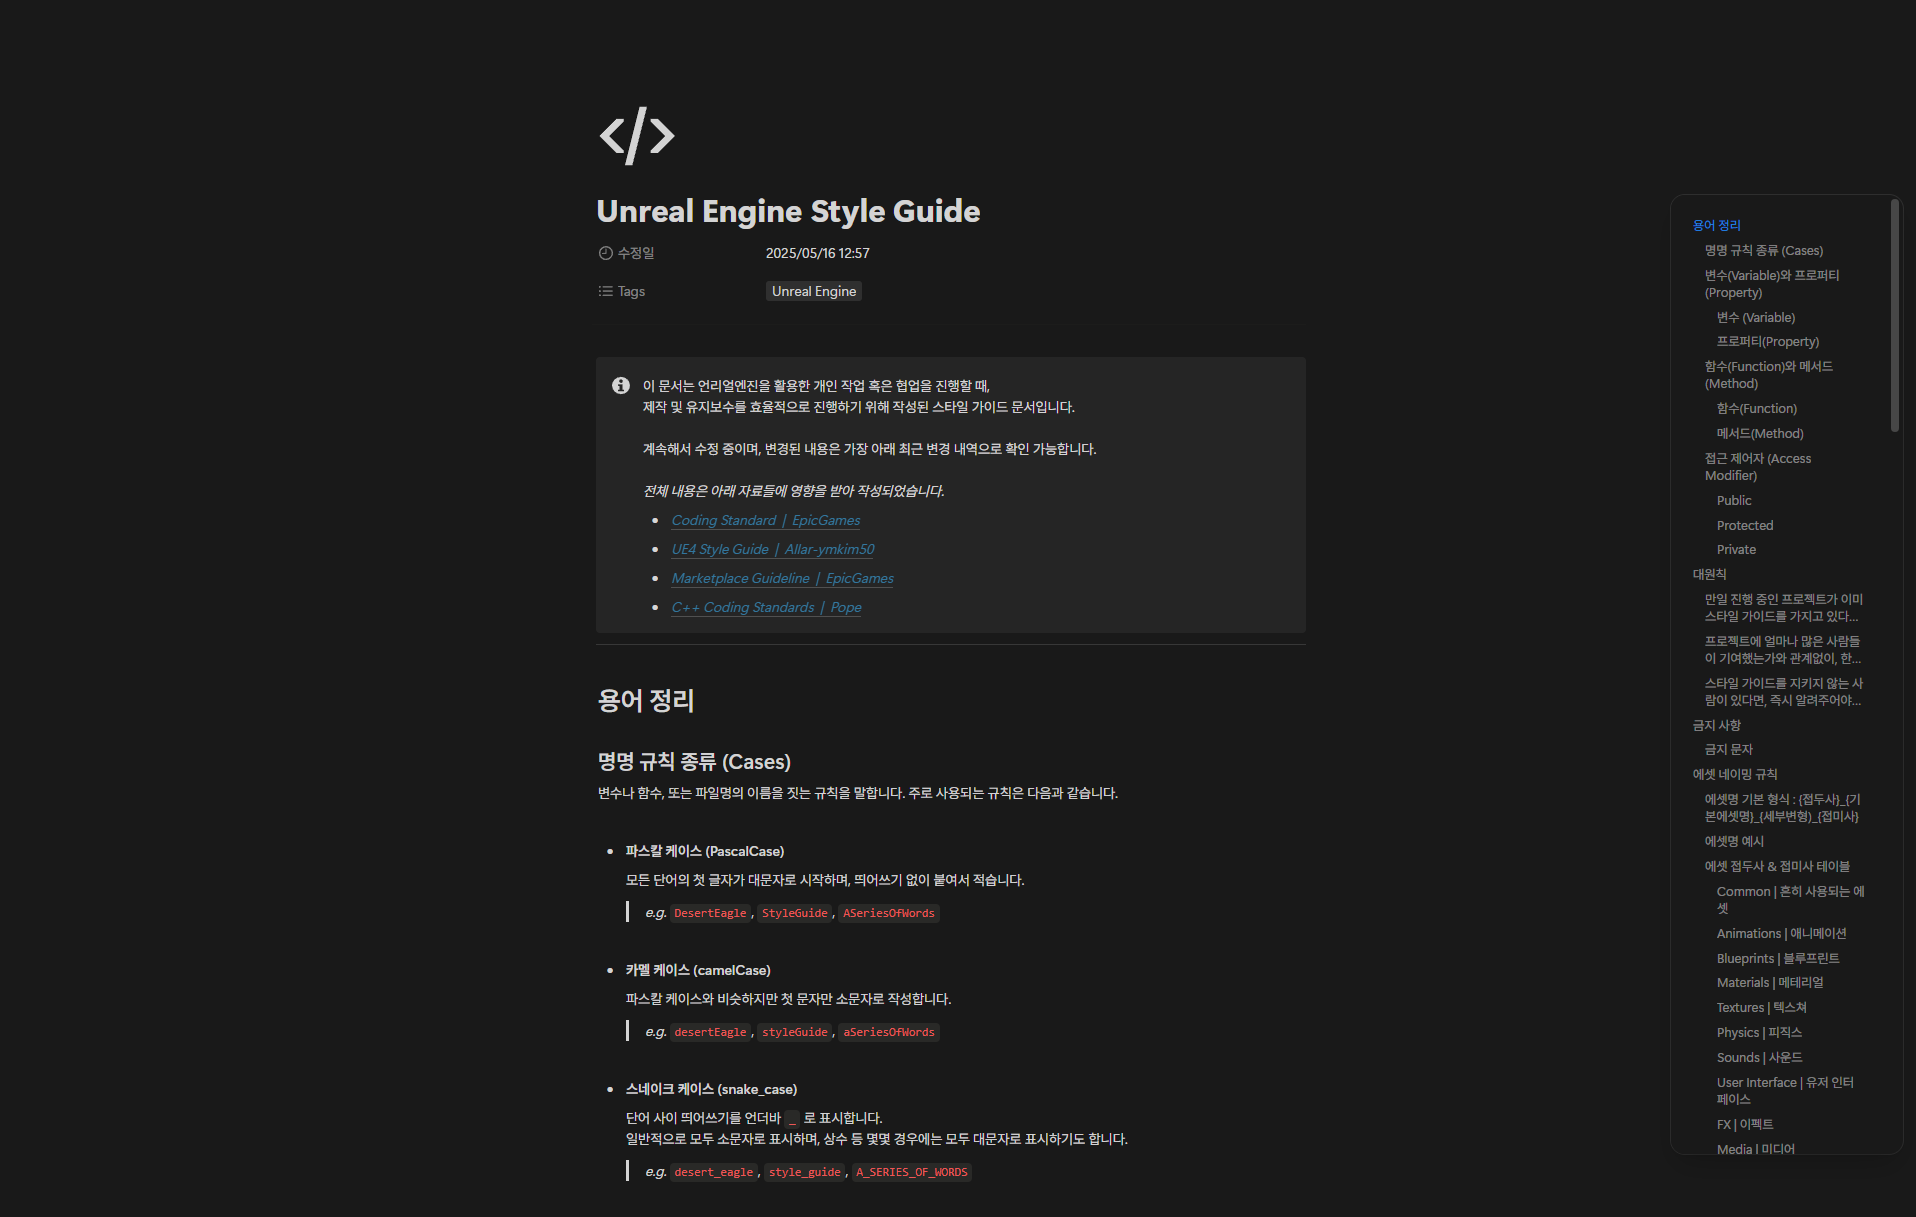 </>
Unreal Engine Style Guide
수정일 2025/05/16 12:57
Tags Unreal Engine
이 문서는 언리얼엔진을 활용한 개인 작업 혹은 협업을 진행할 때,
제작 및 유지보수를 효율적으로 진행하기 위해 작성된 스타일 가이드 문서입니다.
계속해서 수정 중이며, 변경된 내용은 가장 아래 최근 변경 내역으로 확인 가능합니다.
전체 내용은 아래 자료들에 영향을 받아 작성되었습니다.
• Coding Standard | EpicGames
• UE4 Style Guide | Allar-ymkim50
• Marketplace Guideline | EpicGames
• C++ Coding Standards | Pope
용어 정리
명명 규칙 종류 (Cases)
변수나 함수, 또는 파일명의 이름을 짓는 규칙을 말합니다. 주로 사용되는 규칙은 다음과 같습니다.
• 파스칼 케이스 (PascalCase)
모든 단어의 첫 글자가 대문자로 시작하며, 띄어쓰기 없이 붙여서 적습니다.
e.g. DesertEagle, StyleGuide, ASeriesOfWords
• 카멜 케이스 (camelCase)
파스칼 케이스와 비슷하지만 첫 문자만 소문자로 작성합니다.
e.g. desertEagle, styleGuide, aSeriesOfWords
• 스네이크 케이스 (snake_case)
단어 사이 띄어쓰기를 언더바 _ 로 표시합니다.
일반적으로 모두 소문자로 표시하며, 상수 등 몇몇 경우에는 모두 대문자로 표시하기도 합니다.
e.g. desert_eagle, style_guide, A_SERIES_OF_WORDS
용어 정리
명명 규칙 종류 (Cases)
변수(Variable)와 프로퍼티
(Property)
변수 (Variable)
프로퍼티(Property)
함수(Function)와 메서드
(Method)
함수(Function)
메서드(Method)
접근 제어자 (Access
Modifier)
Public
Protected
Private
대원칙
만일 진행 중인 프로젝트가 이미
스타일 가이드를 가지고 있다…
프로젝트에 얼마나 많은 사람들
이 기여했는가와 관계없이, 한…
스타일 가이드를 지키지 않는 사
람이 있다면, 즉시 알려주어야…
금지 사항
금지 문자
에셋 네이밍 규칙
에셋명 기본 형식 : {접두사}_{기
본에셋명}_{세부변형}_{접미사}
에셋명 예시
에셋 접두사 & 접미사 테이블
Common | 흔히 사용되는 에
셋
Animations | 애니메이션
Blueprints | 블루프린트
Materials | 메테리얼
Textures | 텍스쳐
Physics | 피직스
Sounds | 사운드
User Interface | 유저 인터
페이스
FX | 이펙트
Media | 미디어